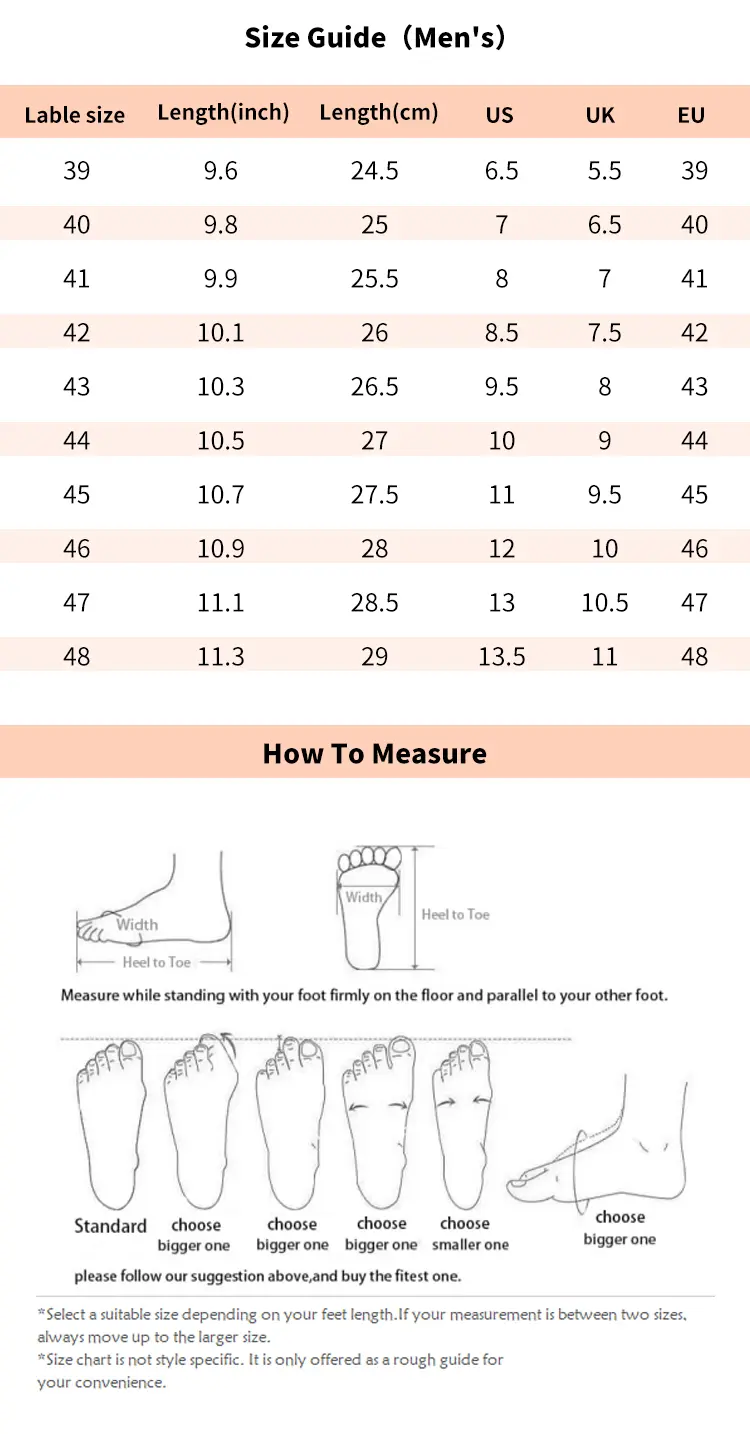 Size Guide（Men's）
Lable size Length(inch) Length(cm) US UK EU
39 9.6 24.5 6.5 5.5 39
40 9.8 25 7 6.5 40
41 9.9 25.5 8 7 41
42 10.1 26 8.5 7.5 42
43 10.3 26.5 9.5 8 43
44 10.5 27 10 9 44
45 10.7 27.5 11 9.5 45
46 10.9 28 12 10 46
47 11.1 28.5 13 10.5 47
48 11.3 29 13.5 11 48
How To Measure
Width
Heel to Toe
Width
Heel to Toe
Measure while standing with your foot firmly on the floor and parallel to your other foot.
Standard
choose
bigger one
choose
bigger one
choose
bigger one
choose
smaller one
choose
bigger one
please follow our suggestion above,and buy the fitest one.
*Select a suitable size depending on your feet length.If your measurement is between two sizes,
always move up to the larger size.
*Size chart is not style specific. It is only offered as a rough guide for
your convenience.